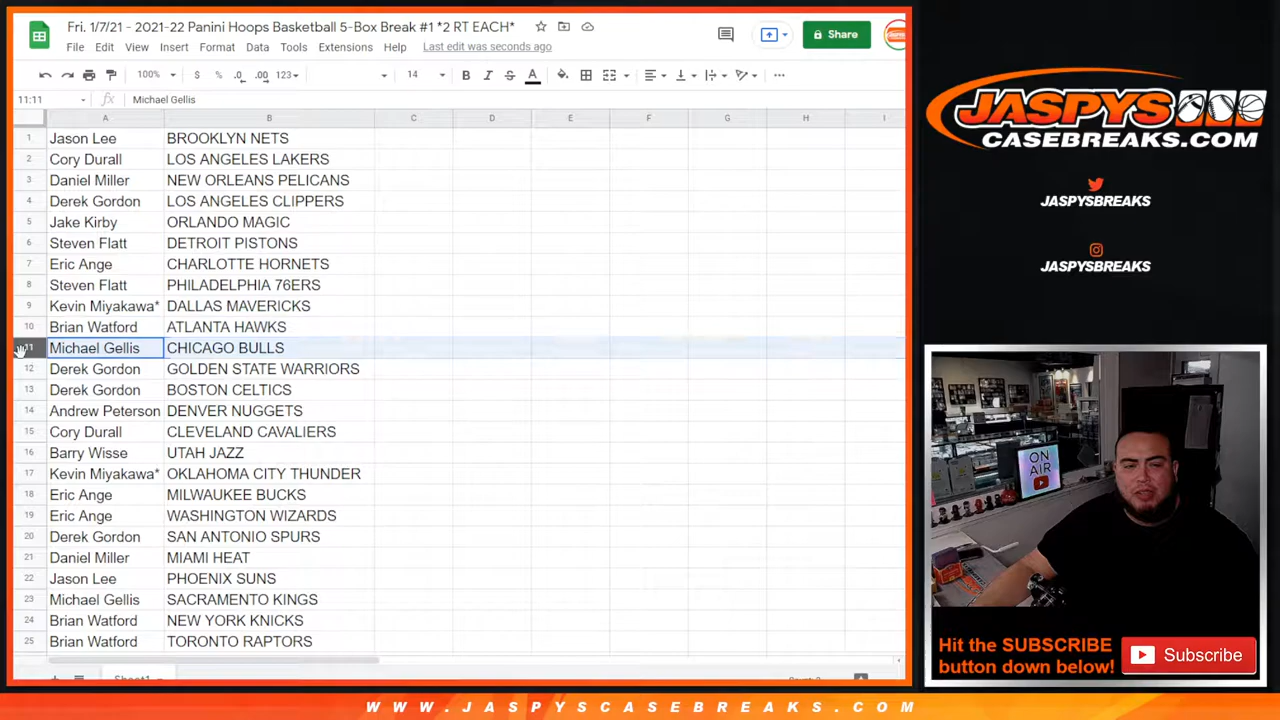 Fri. 1/7/21 - 2021-22 Panini Hoops Basketball 5-Box Break #1 *2 RT EACH*
File Edit View Insert Format Data Tools Extensions Help Last edit was seconds ago
Share
100% $ % .0 .00 123 14 B I S A
11:11 fx Michael Gellis
A B C D E F G H I
1 Jason Lee BROOKLYN NETS
2 Cory Durall LOS ANGELES LAKERS
3 Daniel Miller NEW ORLEANS PELICANS
4 Derek Gordon LOS ANGELES CLIPPERS
5 Jake Kirby ORLANDO MAGIC
6 Steven Flatt DETROIT PISTONS
7 Eric Ange CHARLOTTE HORNETS
8 Steven Flatt PHILADELPHIA 76ERS
9 Kevin Miyakawa* DALLAS MAVERICKS
10 Brian Watford ATLANTA HAWKS
11 Michael Gellis CHICAGO BULLS
12 Derek Gordon GOLDEN STATE WARRIORS
13 Derek Gordon BOSTON CELTICS
14 Andrew Peterson DENVER NUGGETS
15 Cory Durall CLEVELAND CAVALIERS
16 Barry Wisse UTAH JAZZ
17 Kevin Miyakawa* OKLAHOMA CITY THUNDER
18 Eric Ange MILWAUKEE BUCKS
19 Eric Ange WASHINGTON WIZARDS
20 Derek Gordon SAN ANTONIO SPURS
21 Daniel Miller MIAMI HEAT
22 Jason Lee PHOENIX SUNS
23 Michael Gellis SACRAMENTO KINGS
24 Brian Watford NEW YORK KNICKS
25 Brian Watford TORONTO RAPTORS
Sheet1
JASPYS
CASEBREAKS.COM
JASPYSBREAKS
JASPYSBREAKS
ON
AIR
Hit the SUBSCRIBE
button down below!
Subscribe
WWW.JASPYSCASEBREAKS.COM